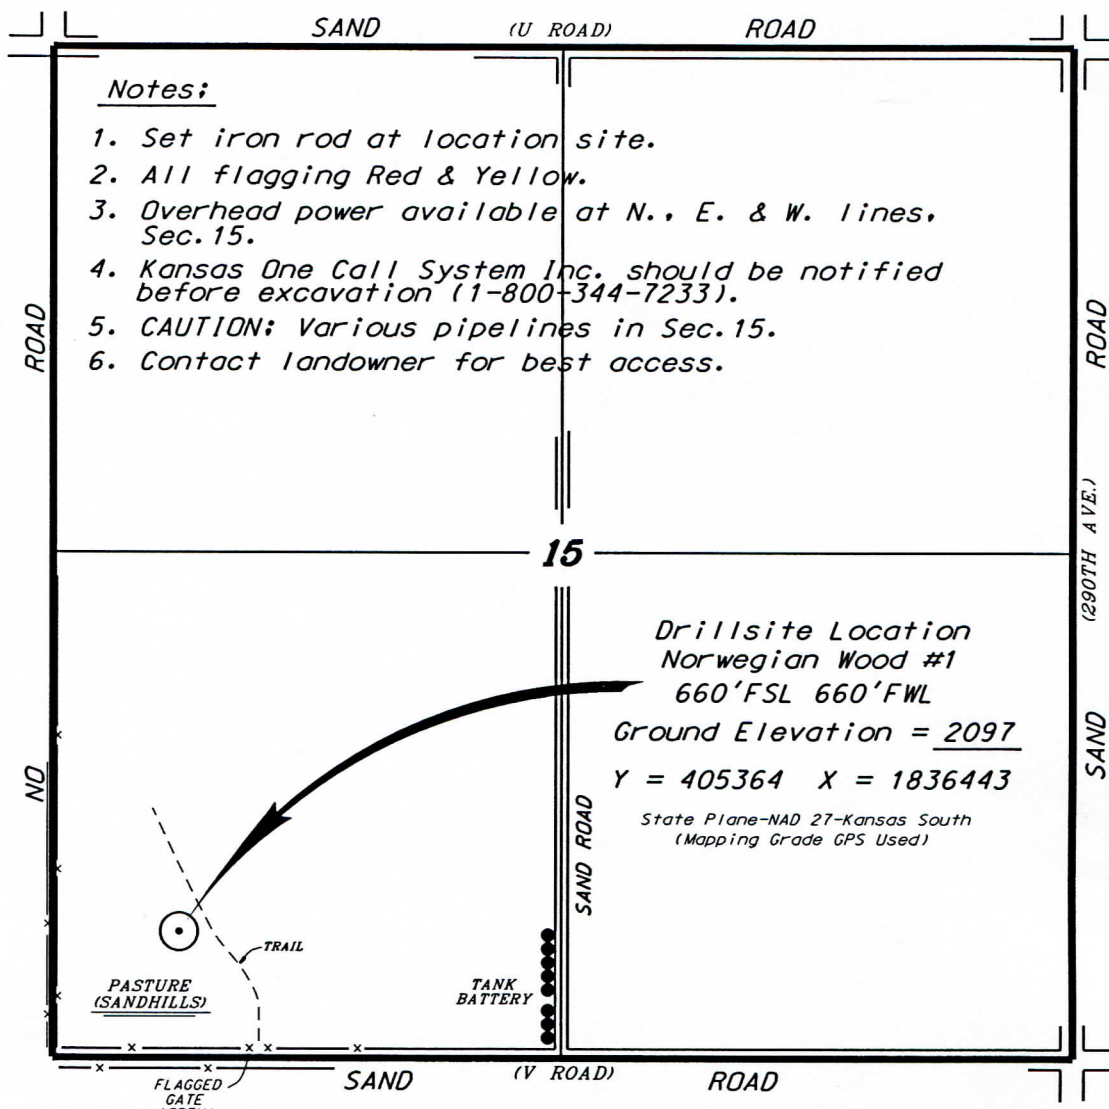 SAND (U ROAD) ROAD
Notes:
1. Set iron rod at location site.
2. All flagging Red & Yellow.
3. Overhead power available at N., E. & W. lines,
Sec.15.
4. Kansas One Call System Inc. should be notified
before excavation (1-800-344-7233).
5. CAUTION: Various pipelines in Sec.15.
6. Contact landowner for best access.
ROAD
ROAD
(290TH AVE.)
15
Drillsite Location
Norwegian Wood #1
660'FSL 660'FWL
Ground Elevation = 2097
Y = 405364 X = 1836443
State Plane-NAD 27-Kansas South
(Mapping Grade GPS Used)
NO
SAND
SAND ROAD
TRAIL
PASTURE
(SANDHILLS)
TANK
BATTERY
FLAGGED
GATE
SAND (V ROAD) ROAD